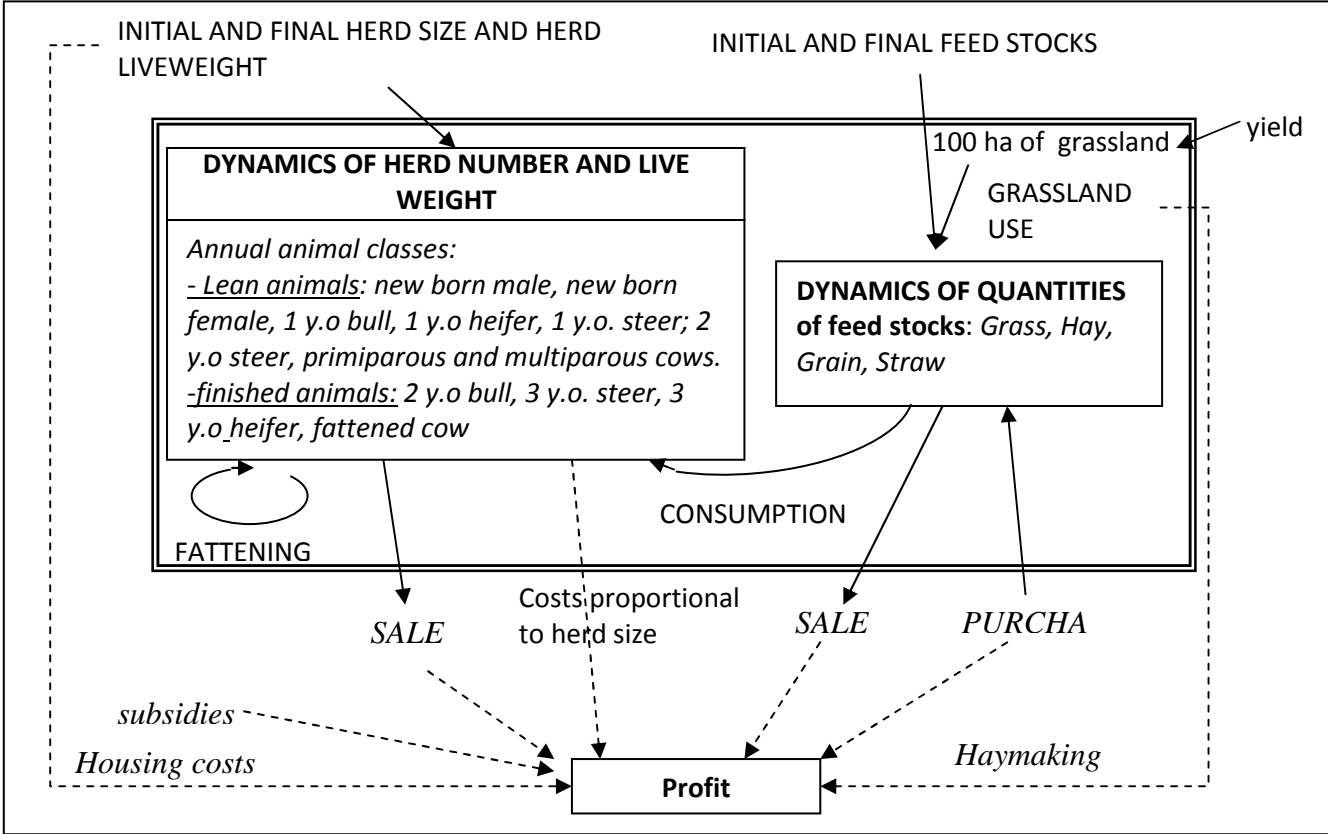 INITIAL AND FINAL HERD SIZE AND HERD
LIVEWEIGHT
INITIAL AND FINAL FEED STOCKS
yield
100 ha of grassland
GRASSLAND
USE
DYNAMICS OF HERD NUMBER AND LIVE
WEIGHT
Annual animal classes:
- Lean animals: new born male, new born
female, 1 y.o bull, 1 y.o heifer, 1 y.o. steer; 2
y.o steer, primiparous and multiparous cows.
-finished animals: 2 y.o bull, 3 y.o. steer, 3
y.o heifer, fattened cow
DYNAMICS OF QUANTITIES
of feed stocks: Grass, Hay,
Grain, Straw
CONSUMPTION
FATTENING
Costs proportional
to herd size
SALE
SALE
PURCHA
subsidies
Housing costs
Haymaking
Profit